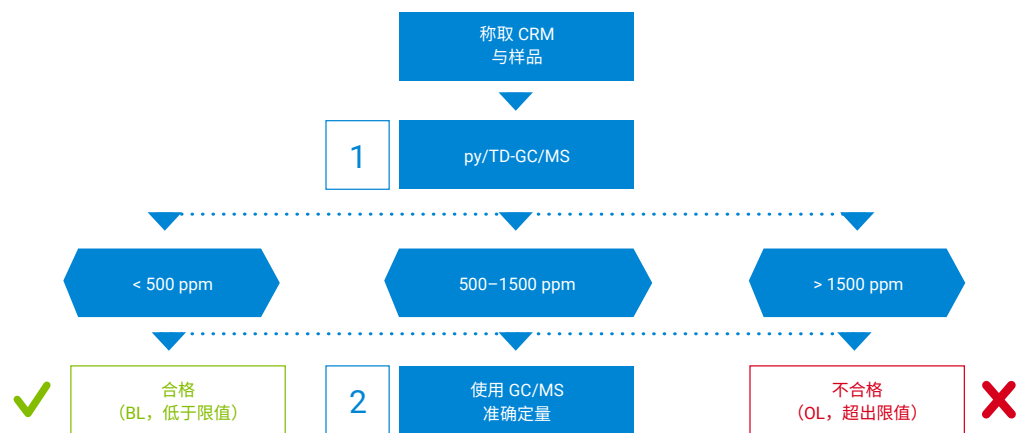 称取 CRM
与样品
1
py/TD-GC/MS
< 500 ppm
500–1500 ppm
> 1500 ppm
合格
（BL，低于限值）
2
使用 GC/MS
准确定量
不合格
（OL，超出限值）